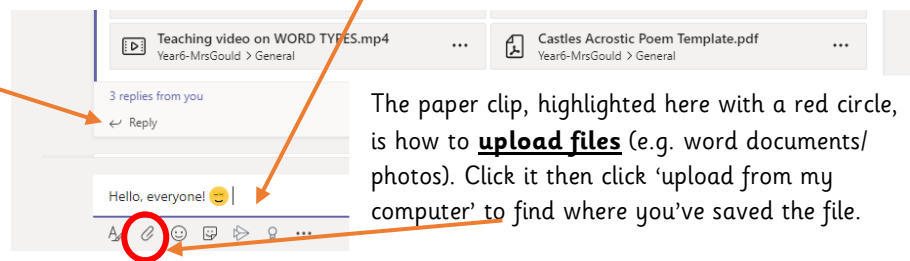 Teaching video on WORD TYPES.mp4
Year6-MrsGould > General
Castles Acrostic Poem Template.pdf
Year6-MrsGould > General
3 replies from you
Reply
The paper clip, highlighted here with a red circle,
is how to upload files (e.g. word documents/
photos). Click it then click ‘upload from my
computer’ to find where you’ve saved the file.
Hello, everyone! 😇